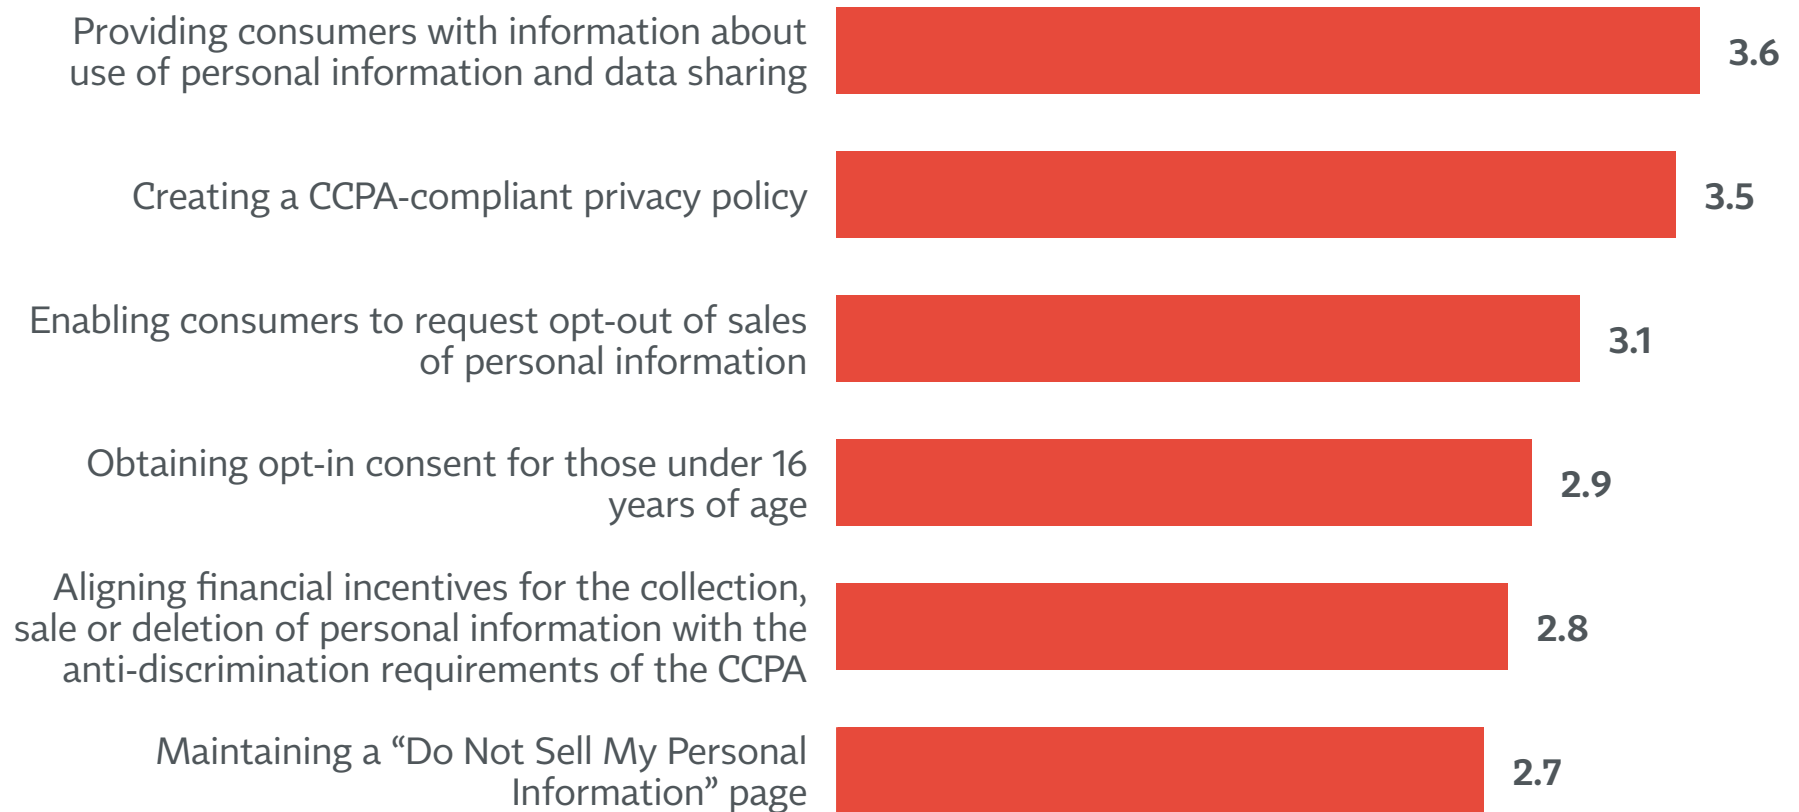 Providing consumers with information about
use of personal information and data sharing
3.6
Creating a CCPA-compliant privacy policy
3.5
Enabling consumers to request opt-out of sales
of personal information
3.1
Obtaining opt-in consent for those under 16
years of age
2.9
Aligning financial incentives for the collection,
sale or deletion of personal information with the
anti-discrimination requirements of the CCPA
2.8
Maintaining a “Do Not Sell My Personal
Information” page
2.7